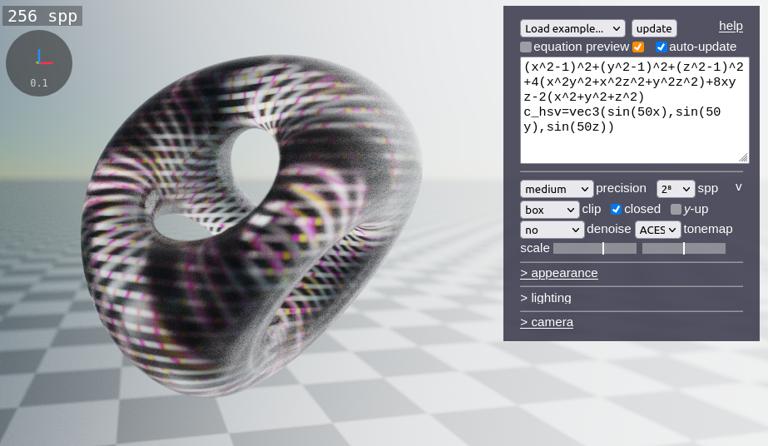 256 spp
0.1
Load example...
update
help
equation preview
auto-update
(x^2-1)^2+(y^2-1)^2+(z^2-1)^2
+4(x^2y^2+x^2z^2+y^2z^2)+8xy
z-2(x^2+y^2+z^2)
c_hsv=vec3(sin(50x),sin(50
y),sin(50z))
medium precision 2⁸ spp v
box clip closed y-up
no denoise ACES tonemap
scale
> appearance
> lighting
> camera